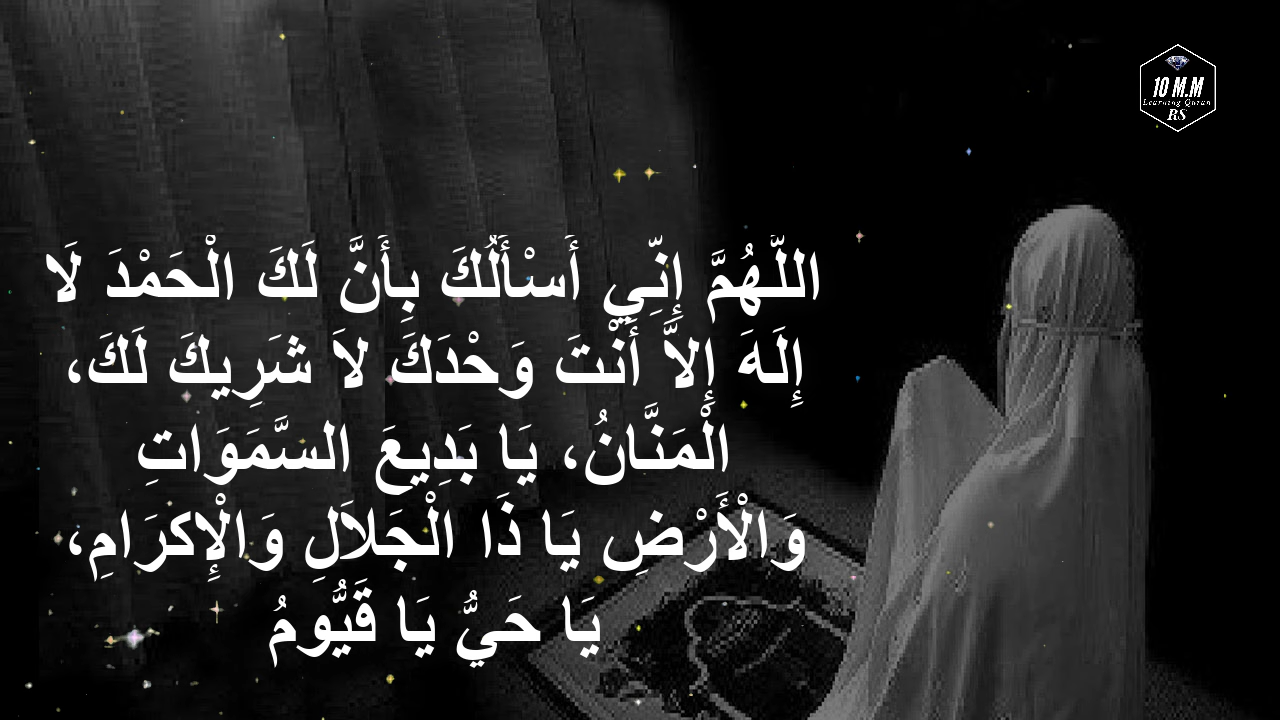 10 M.M
Learning Quran
RS
اللّهُمَّ إِنِّي أَسْأَلُكَ بِأَنَّ لَكَ الْحَمْدَ لَا
إِلَهَ إِلاَّ أَنْتَ وَحْدَكَ لاَ شَرِيكَ لَكَ،
الْمَنَّانُ، يَا بَدِيعَ السَّمَوَاتِ
وَالْأَرْضِ يَا ذَا الْجَلاَلِ وَالْإِكرَامِ،
يَا حَيُّ يَا قَيُّومُ